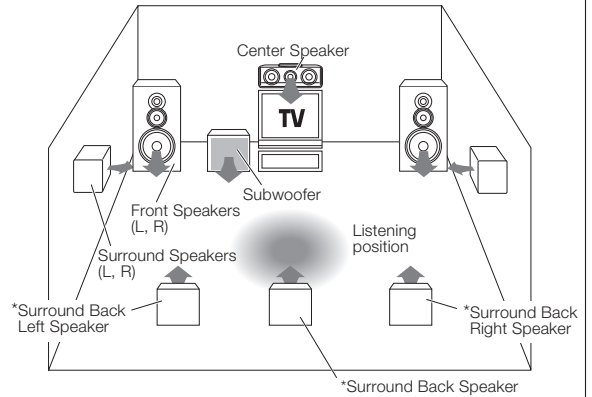 Center Speaker
TV
Subwoofer
Front Speakers
(L, R)
Listening
position
Surround Speakers
(L, R)
*Surround Back
Left Speaker
*Surround Back
Right Speaker
*Surround Back Speaker